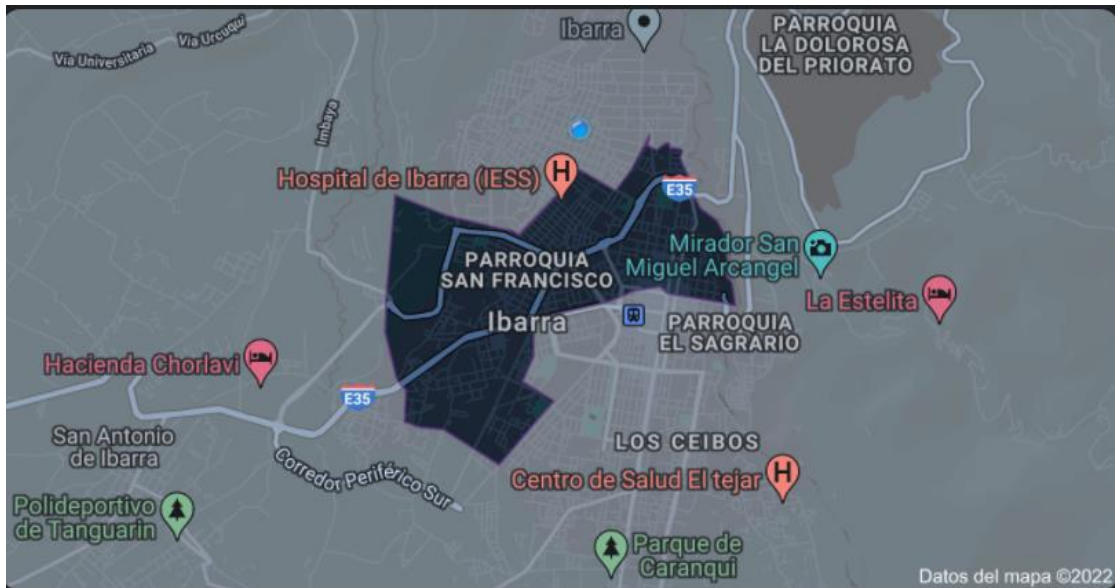 Ibarra
PARROQUIA
LA DOLOROSA
DEL PRIORATO
Vía Urcuquí
Vía Universitaria
Imbaya
Hospital de Ibarra (IESS)
H
E35
Mirador San
Miguel Arcángel
PARROQUIA
SAN FRANCISCO
La Estelita
Ibarra
PARROQUIA
EL SAGRARIO
Hacienda Chorlavi
E35
San Antonio
de Ibarra
LOS CEIBOS
Corredor Periférico Sur
Centro de Salud El tejar
H
Polideportivo
de Tanguarin
Parque de
Caranqui
Datos del mapa ©2022